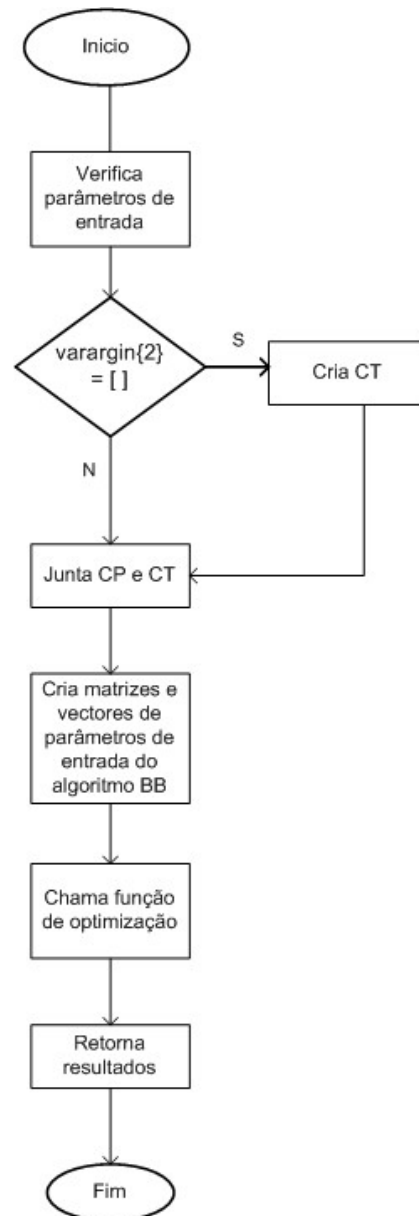 Inicio
Verifica
parâmetros de
entrada
varargin{2}
= [ ]
S
Cria CT
N
Junta CP e CT
Cria matrizes e
vectores de
parâmetros de
entrada do
algoritmo BB
Chama função
de optimização
Retorna
resultados
Fim